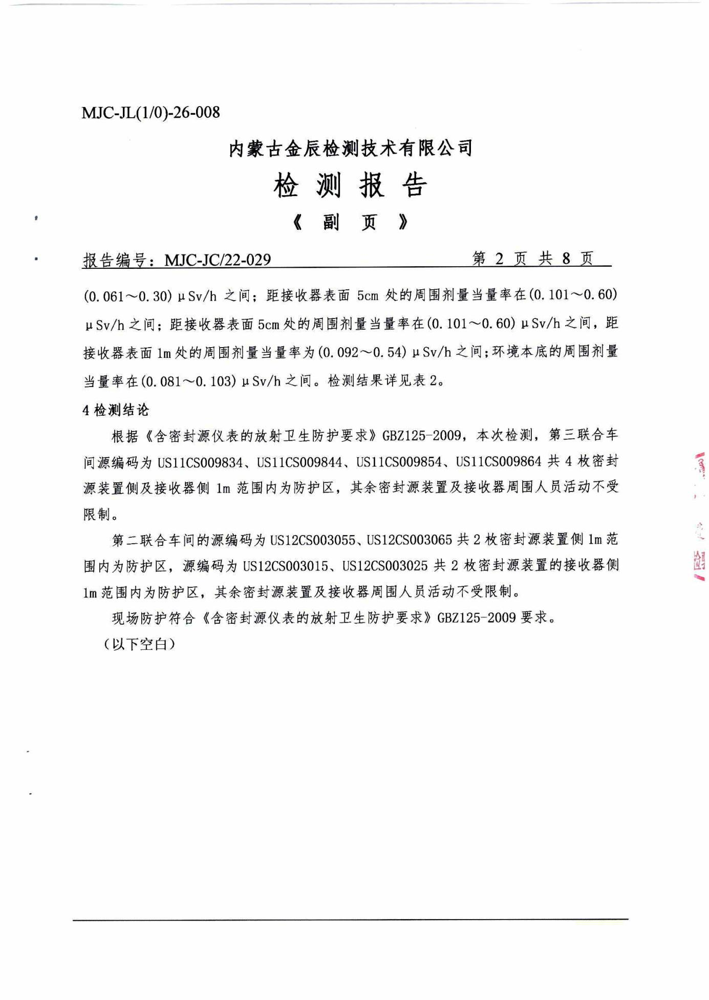 MJC-JL(1/0)-26-008
内蒙古金辰检测技术有限公司
检测报告
《副页》
报告编号：MJC-JC/22-029 第 2 页 共 8 页
(0.061～0.30)μSv/h 之间；距接收器表面 5cm 处的周围剂量当量率在(0.101～0.60)
μSv/h 之间；距接收器表面 5cm 处的周围剂量当量率在(0.101～0.60)μSv/h 之间，距
接收器表面 1m 处的周围剂量当量率为(0.092～0.54)μSv/h 之间;环境本底的周围剂量
当量率在(0.081～0.103)μSv/h 之间。检测结果详见表 2。
4 检测结论
根据《含密封源仪表的放射卫生防护要求》GBZ125-2009，本次检测，第三联合车
间源编码为 US11CS009834、US11CS009844、US11CS009854、US11CS009864 共 4 枚密封
源装置侧及接收器侧 1m 范围内为防护区，其余密封源装置及接收器周围人员活动不受
限制。
第二联合车间的源编码为 US12CS003055、US12CS003065 共 2 枚密封源装置侧 1m 范
围内为防护区，源编码为 US12CS003015、US12CS003025 共 2 枚密封源装置的接收器侧
1m 范围内为防护区，其余密封源装置及接收器周围人员活动不受限制。
现场防护符合《含密封源仪表的放射卫生防护要求》GBZ125-2009 要求。
（以下空白）